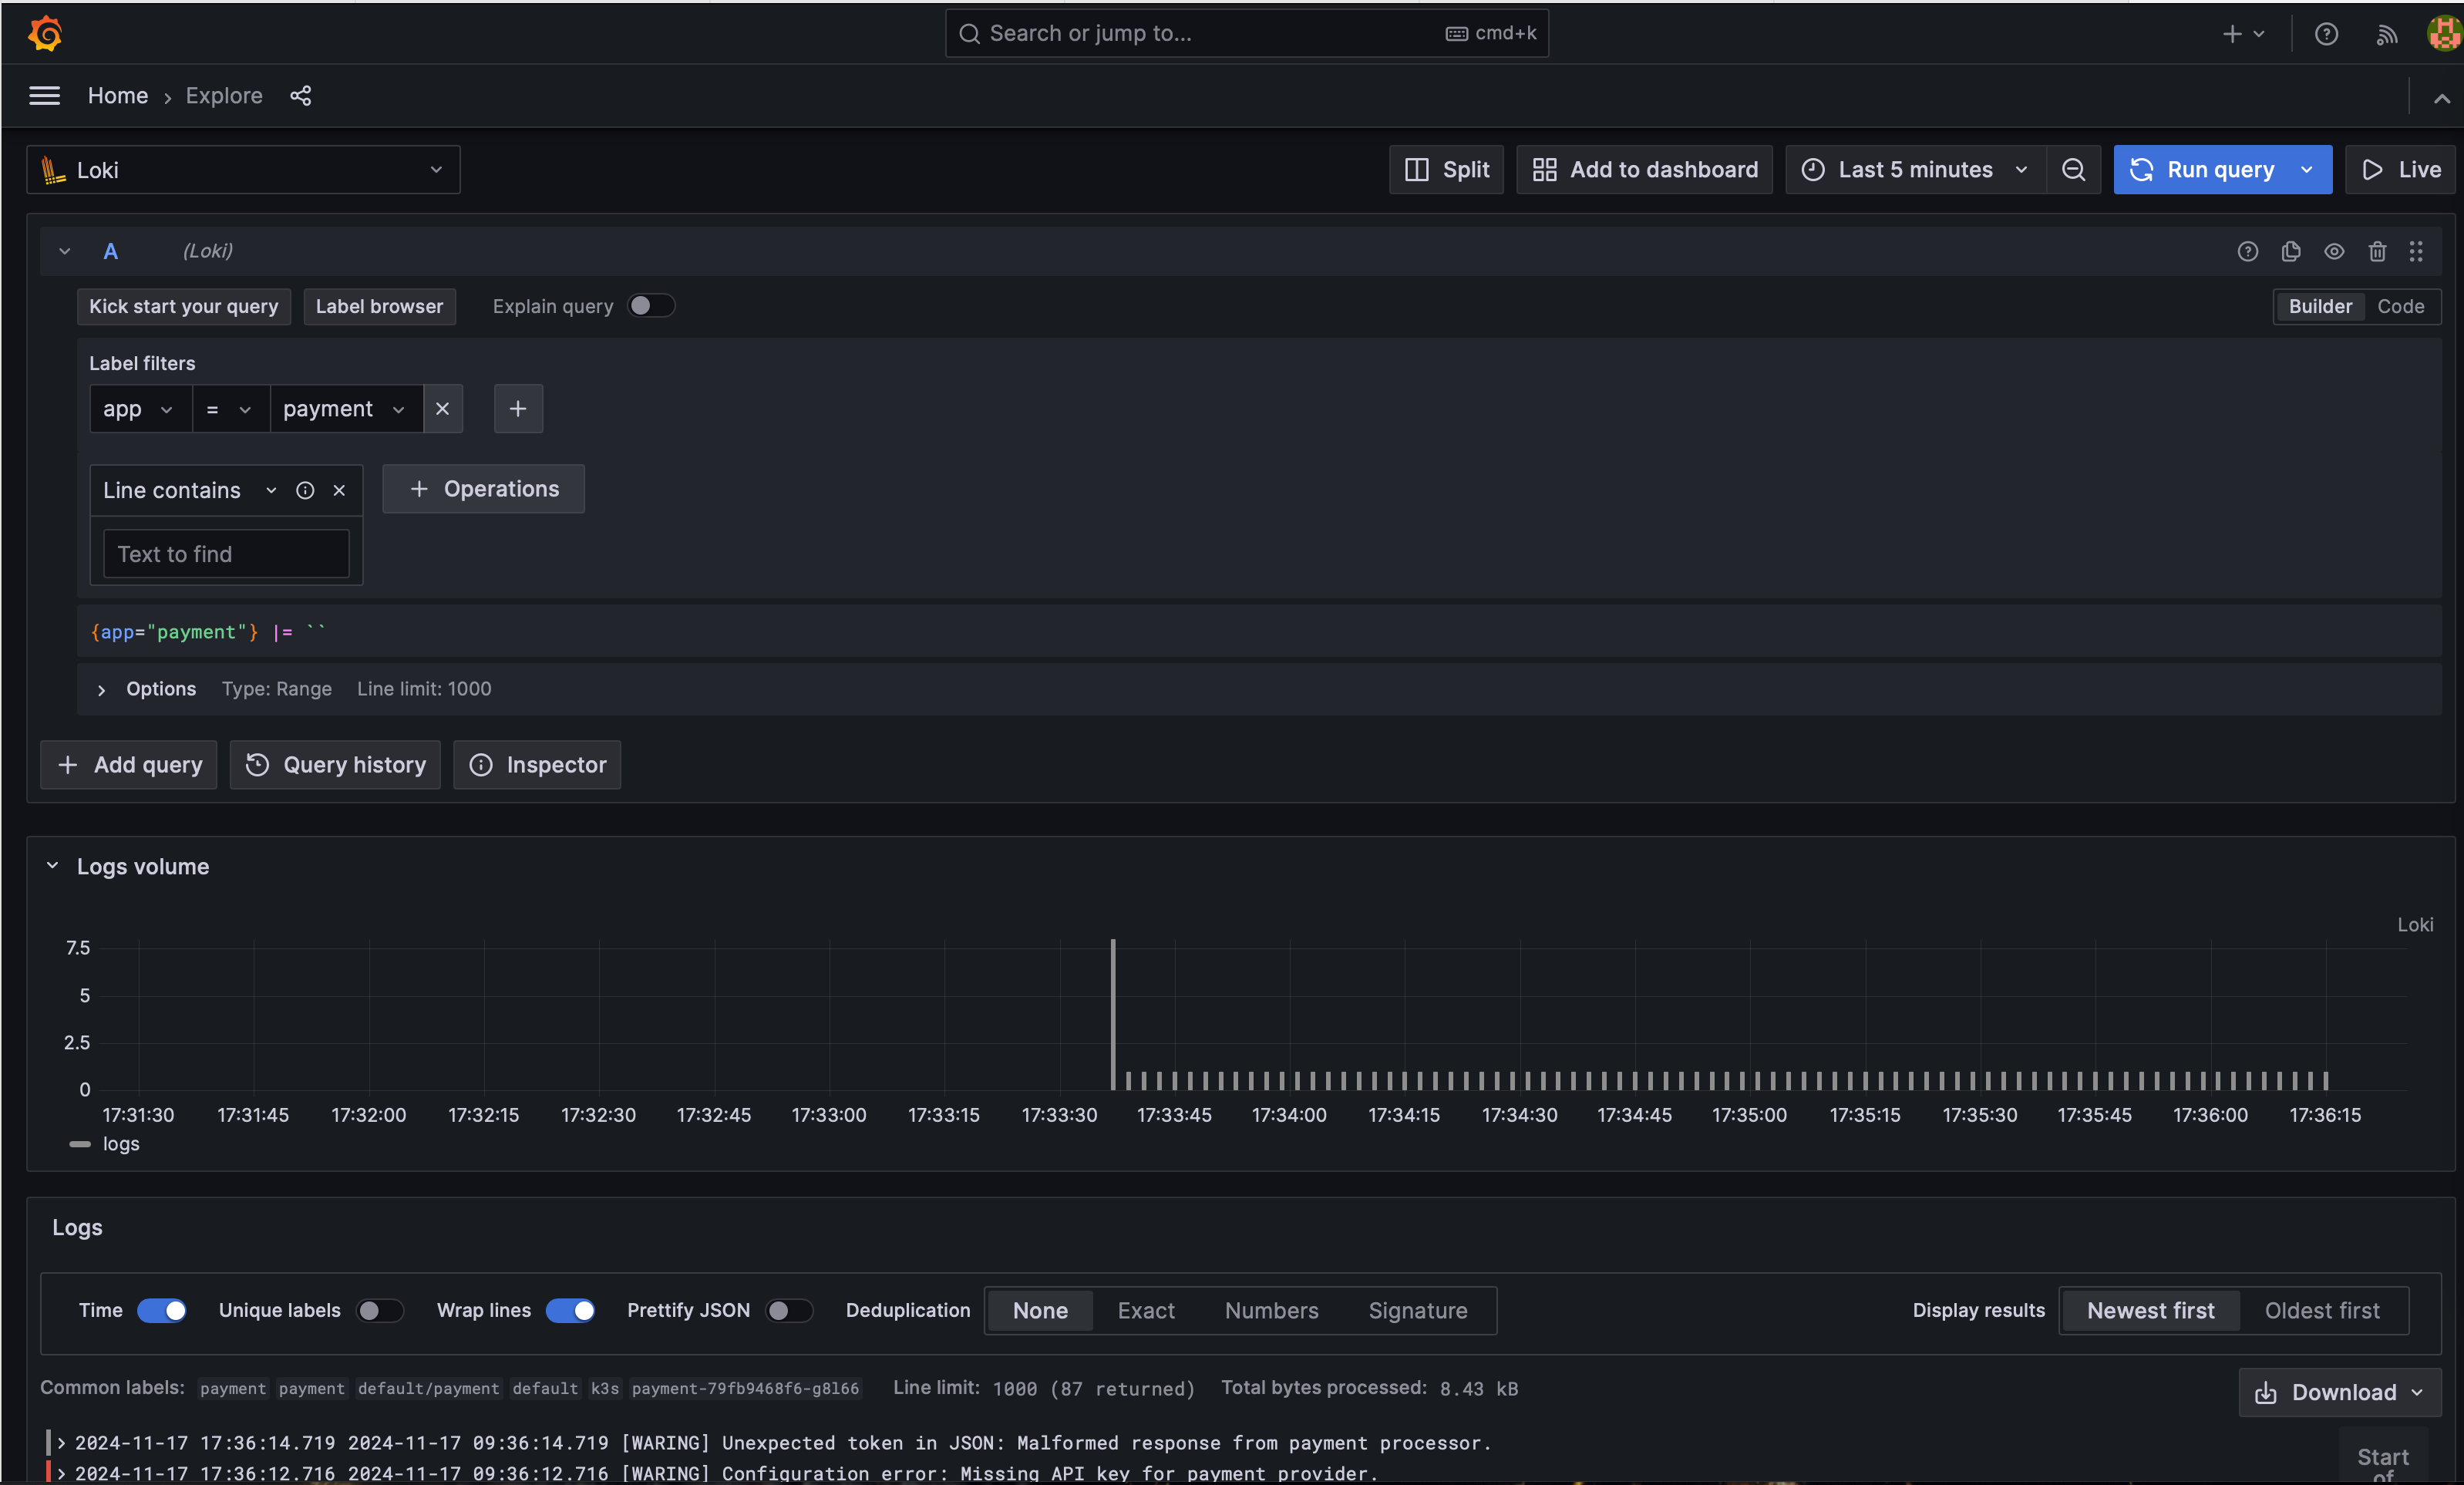 Search or jump to... cmd+k
Home › Explore
Loki Split Add to dashboard Last 5 minutes Run query Live
A (Loki)
Kick start your query Label browser Explain query Builder Code
Label filters
app = payment
Line contains Operations
Text to find
{app="payment"} |= ``
Options Type: Range Line limit: 1000
Add query Query history Inspector
Logs volume
Loki
7.5
5
2.5
0
17:31:30 17:31:45 17:32:00 17:32:15 17:32:30 17:32:45 17:33:00 17:33:15 17:33:30 17:33:45 17:34:00 17:34:15 17:34:30 17:34:45 17:35:00 17:35:15 17:35:30 17:35:45 17:36:00 17:36:15
logs
Logs
Time Unique labels Wrap lines Prettify JSON Deduplication None Exact Numbers Signature Display results Newest first Oldest first
Common labels: payment payment default/payment default k3s payment-79fb9468f6-g8l66 Line limit: 1000 (87 returned) Total bytes processed: 8.43 kB Download
2024-11-17 17:36:14.719 2024-11-17 09:36:14.719 [WARING] Unexpected token in JSON: Malformed response from payment processor.
2024-11-17 17:36:12.716 2024-11-17 09:36:12.716 [WARING] Configuration error: Missing API key for payment provider.
Start
of